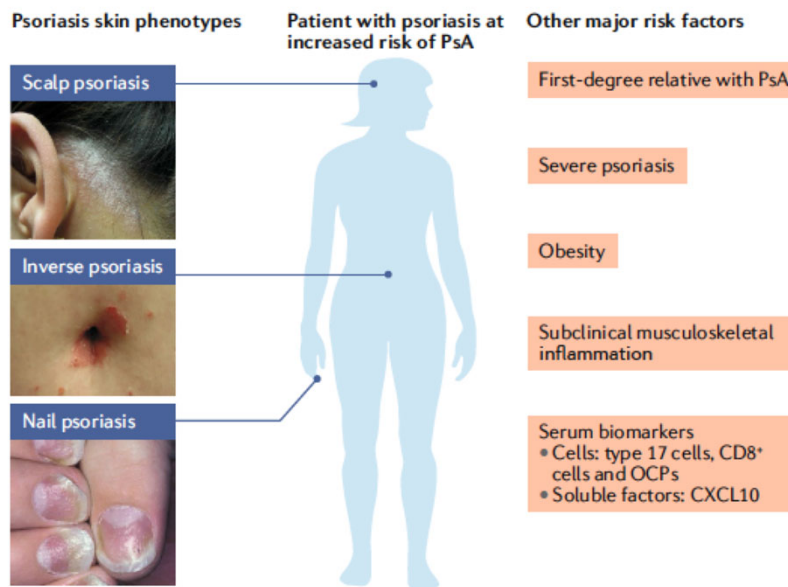 Psoriasis skin phenotypes
Patient with psoriasis at
increased risk of PsA
Other major risk factors
Scalp psoriasis
Inverse psoriasis
Nail psoriasis
First-degree relative with PsA
Severe psoriasis
Obesity
Subclinical musculoskeletal
inflammation
Serum biomarkers
• Cells: type 17 cells, CD8⁺
cells and OCPs
• Soluble factors: CXCL10